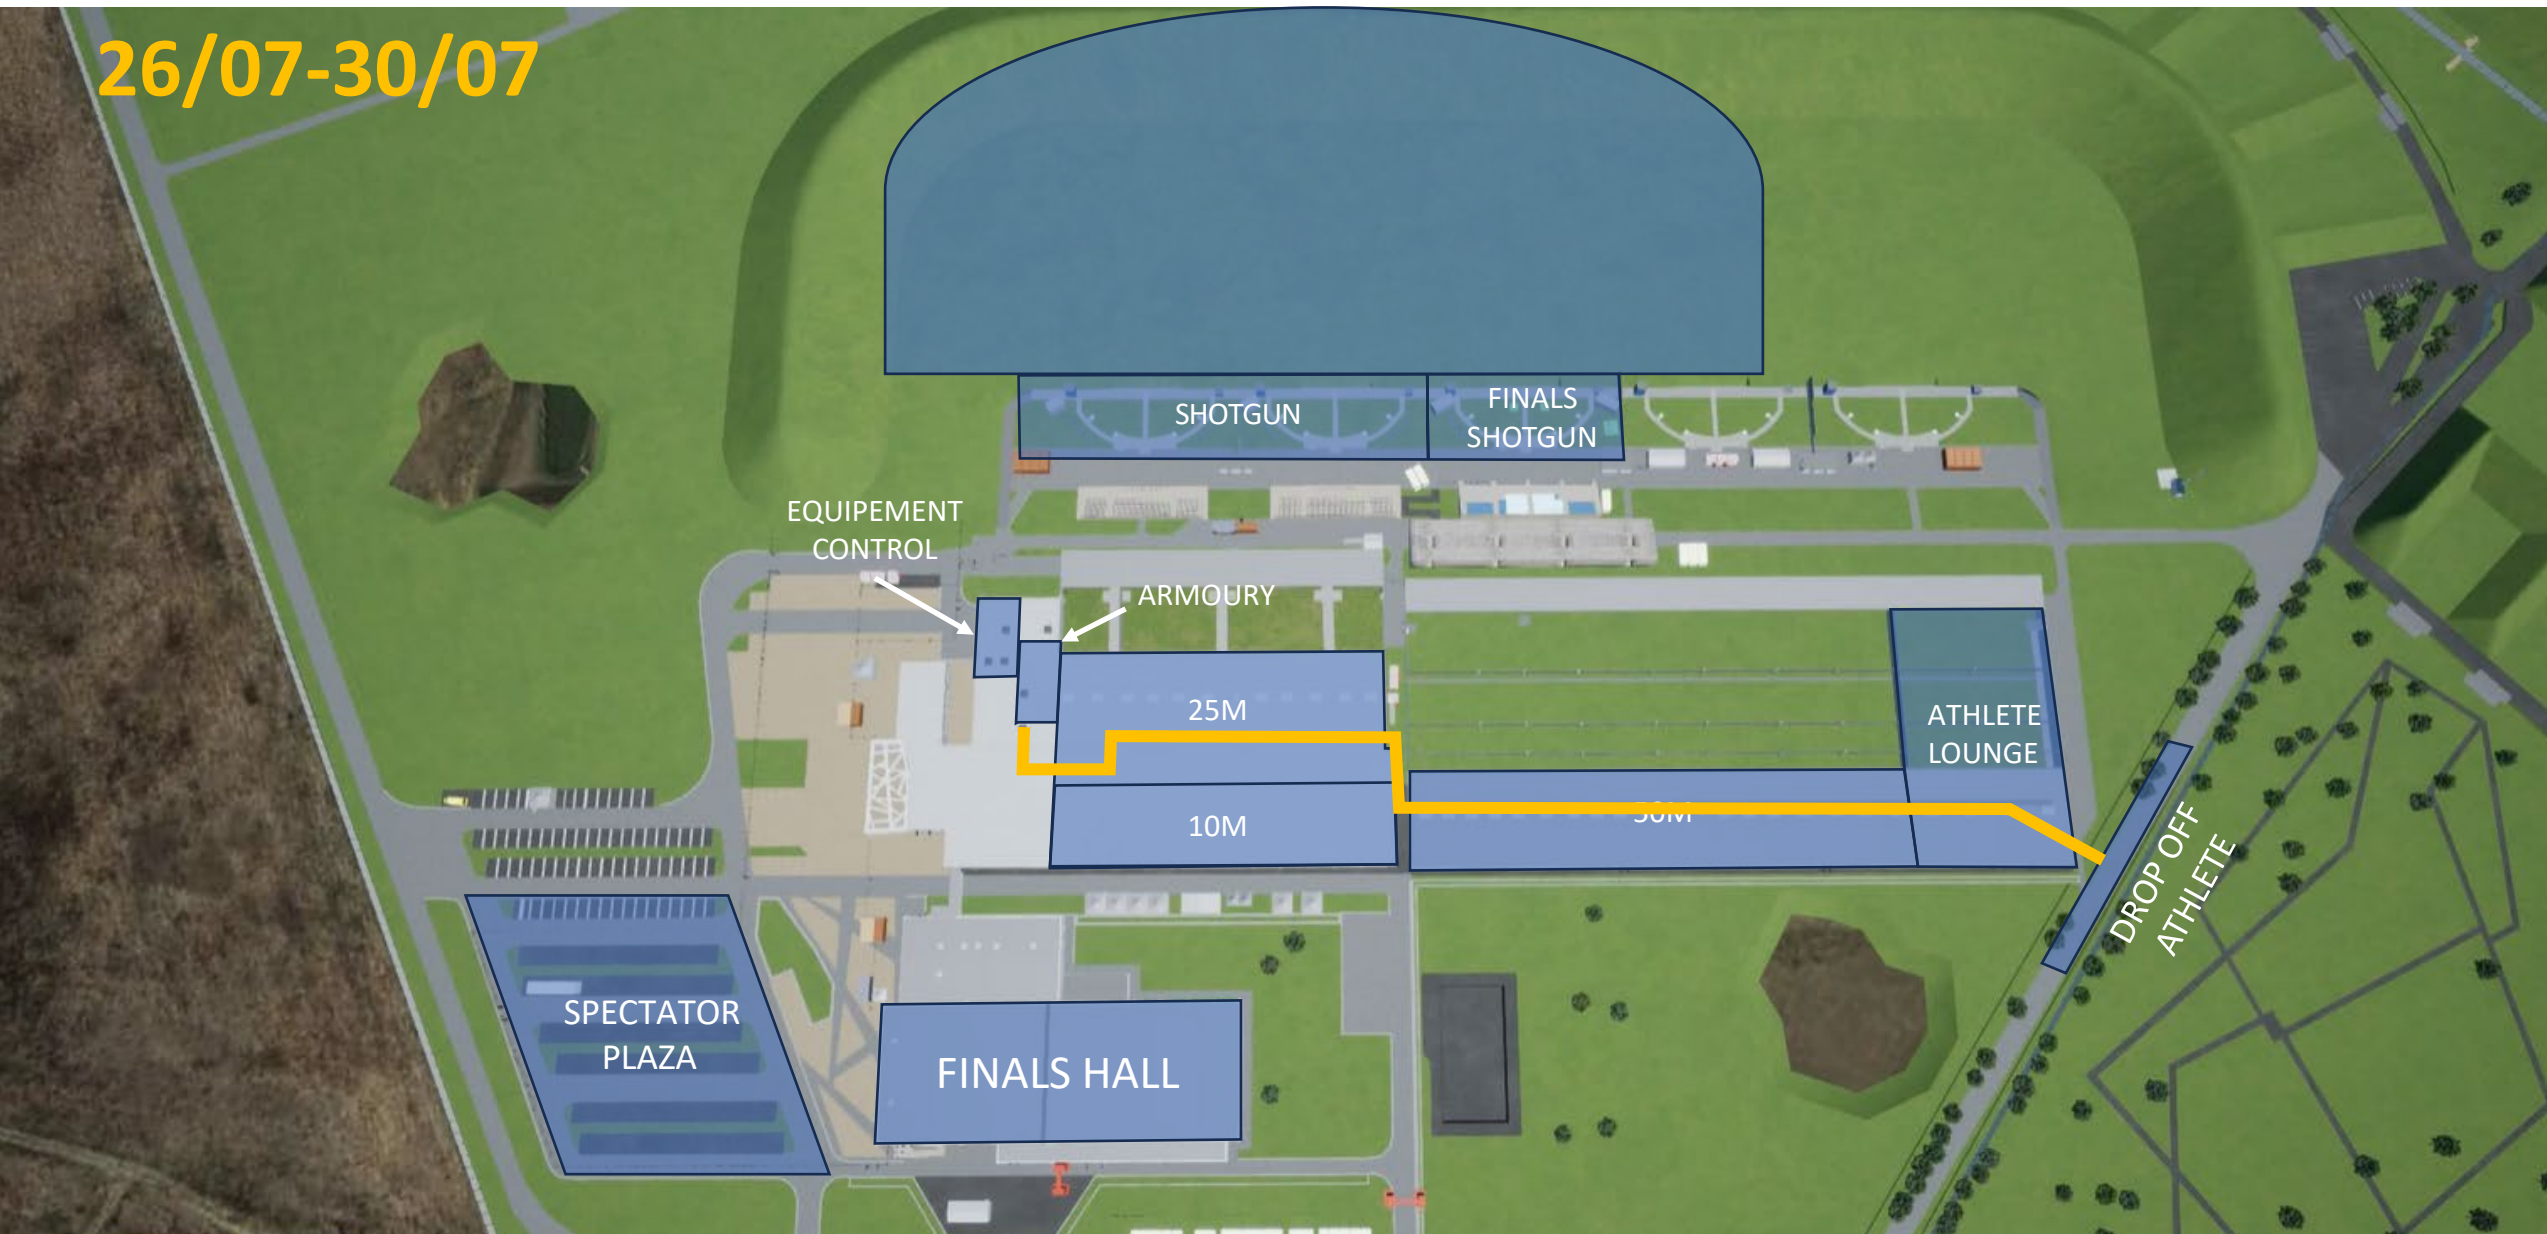 26/07-30/07
SHOTGUN
FINALS
SHOTGUN
EQUIPEMENT
CONTROL
ARMOURY
25M
ATHLETE
LOUNGE
10M
50M
DROP OFF
ATHLETE
SPECTATOR
PLAZA
FINALS HALL